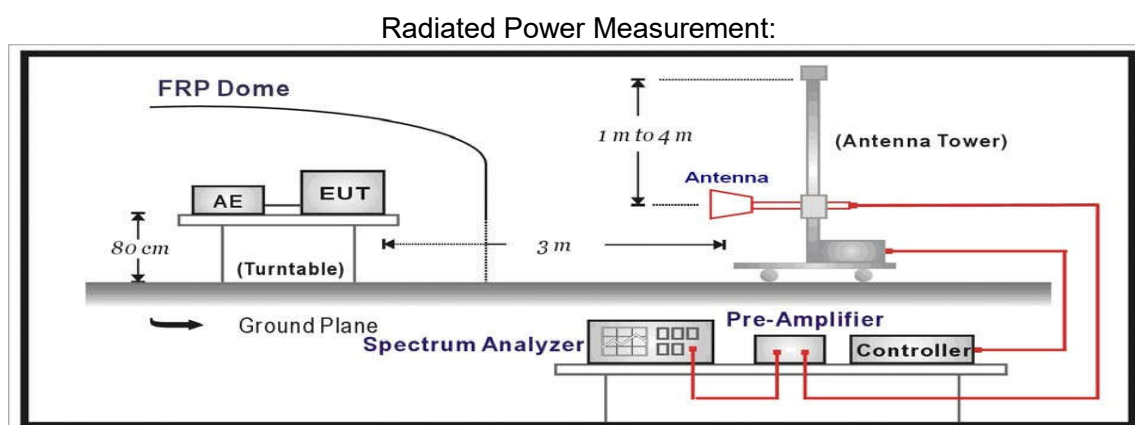 Radiated Power Measurement:
FRP Dome
1 m to 4 m
(Antenna Tower)
Antenna
AE
EUT
80 cm
3 m
(Turntable)
Ground Plane
Pre-Amplifier
Spectrum Analyzer
Controller